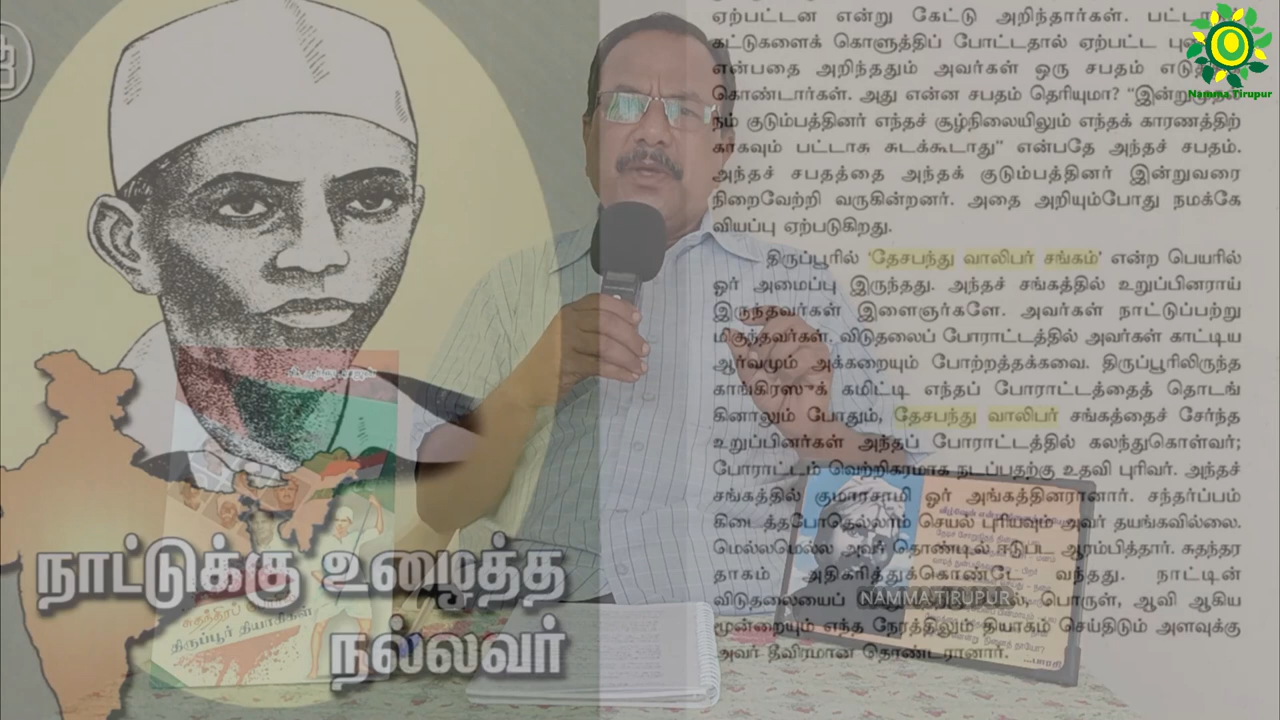 ஏற்பட்டன என்று கேட்டு அறிந்தார்கள்.
கட்டுகளைக் கொளுத்திப் போட்டதால் ஏற்பட்ட
என்பதை அறிந்ததும் அவர்கள் ஒரு சபதம்
கொண்டார்கள். அது என்ன சபதம் தெரியுமா?
நம் குடும்பத்தினர் எந்தச் சூழ்நிலையிலும் எந்தக் காரணத்திற்
காகவும் பட்டாசு சுடக்கூடாது" என்பதே அந்தச் சபதம்.
அந்தச் சபதத்தை அந்தக் குடும்பத்தினர் இன்றுவரை
நிறைவேற்றி வருகின்றனர். அதை அறியும்போது நமக்கே
வியப்பு ஏற்படுகிறது.
திருப்பூரில் 'தேசபந்து வாலிபர் சங்கம்' என்ற பெயரில்
ஓர் அமைப்பு இருந்தது. அந்தச் சங்கத்தில் உறுப்பினராய்
இருந்தவர்கள் இளைஞர்களே. அவர்கள் நாட்டுப்பற்று
மிகுந்தவர்கள். விடுதலைப் போராட்டத்தில் அவர்கள் காட்டிய
ஆர்வமும் அக்கறையும் போற்றத்தக்கவை. திருப்பூரிலிருந்த
காங்கிரஸுக் கமிட்டி எந்தப் போராட்டத்தைத் தொடங்
கினாலும் போதும், தேசபந்து வாலிபர் சங்கத்தைச் சேர்ந்த
உறுப்பினர்கள் அந்தப் போராட்டத்தில் கலந்துகொள்வர்;
போராட்டம் வெற்றிகரமாக நடப்பதற்கு உதவி புரிவர். அந்தச்
சங்கத்தில் குமாரசாமி ஓர் அங்கத்தினரானார். சந்தர்ப்பம்
கிடைத்தபோதெல்லாம் செயல் புரியவும் அவர் தயங்கவில்லை.
மெல்லமெல்ல அவர் தொண்டில் ஈடுபட ஆரம்பித்தார். சுதந்தர
தாகம் அதிகரித்துக்கொண்டே வந்தது. நாட்டின்
விடுதலையைப் பொருள், ஆவி ஆகிய
மூன்றையும் எந்த நேரத்திலும் தியாகம் செய்திடும் அளவுக்கு
அவர் தீவிரமான தொண்டரானார்.
நாட்டுக்கு உழைத்த
நல்லவர்
திருப்பூர் தியாகிகள்
Namma Tirupur
NAMMA TIRUPUR
...பாரதி